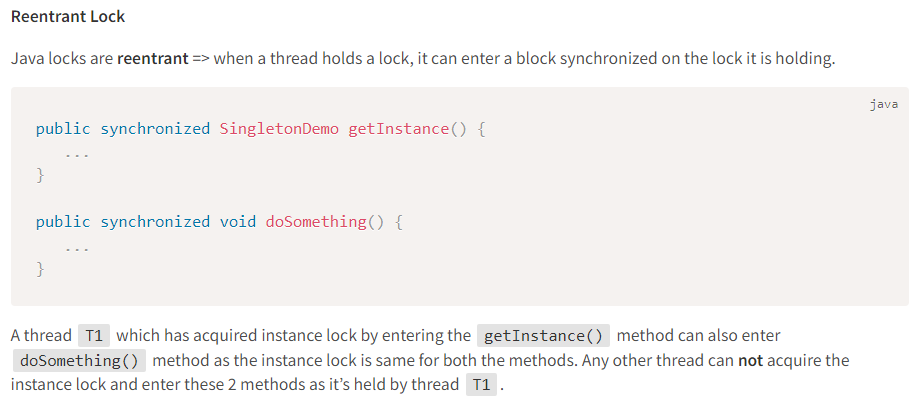 Reentrant Lock
Java locks are reentrant => when a thread holds a lock, it can enter a block synchronized on the lock it is holding.
java
public synchronized SingletonDemo getInstance() {
...
}
public synchronized void doSomething() {
...
}
A thread T1 which has acquired instance lock by entering the getInstance() method can also enter
doSomething() method as the instance lock is same for both the methods. Any other thread can not acquire the
instance lock and enter these 2 methods as it’s held by thread T1 .